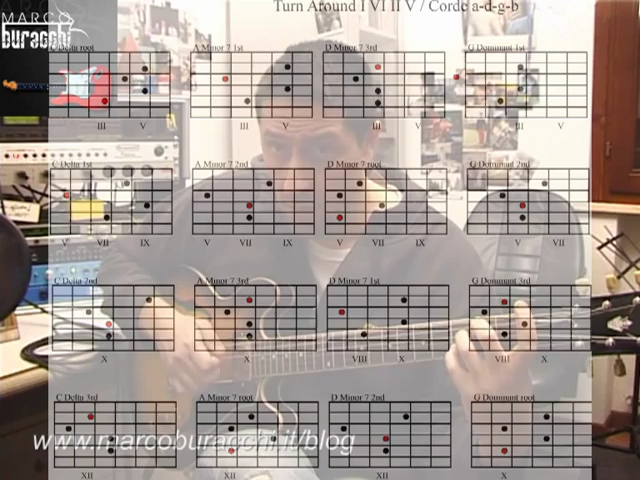 Turn Around I VI II V / Corde a-d-g-b
MARCO
buracchi
C Delta root
A Minor 7 1st
D Minor 7 3rd
G Dominant 1st
III V
III V
III V
III V
C Delta 1st
A Minor 7 2nd
D Minor 7 root
G Dominant 2nd
V VII IX
V VII IX
V VII IX
V VII
C Delta 2nd
A Minor 7 3rd
D Minor 7 1st
G Dominant 3rd
X
X
VIII X
VIII X
C Delta 3rd
A Minor 7 root
D Minor 7 2nd
G Dominant root
www.marcoburacchi.it/blog
XII
XII
XII
X